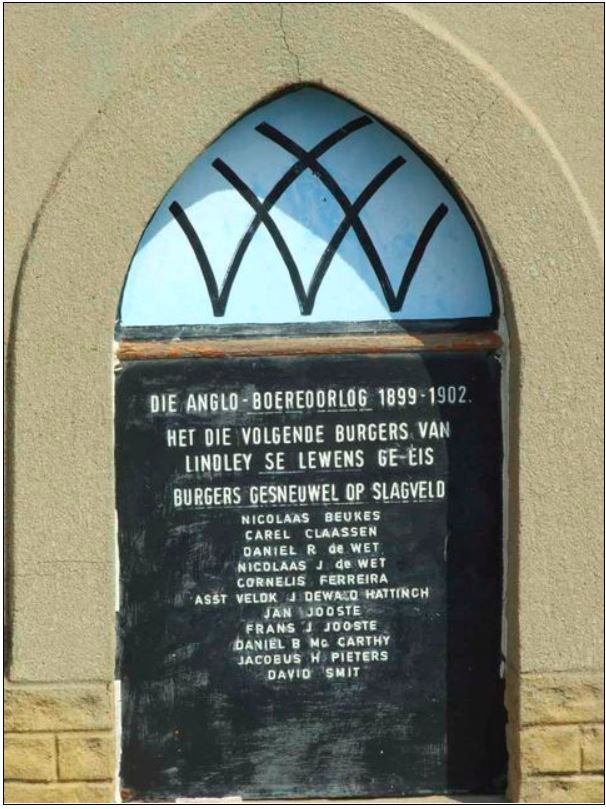 DIE ANGLO-BOEREOORLOG 1899-1902.
HET DIE VOLGENDE BURGERS VAN
LINDLEY SE LEWENS GE-EIS
BURGERS GESNEUWEL OP SLAGVELD
NICOLAAS BEUKES
CAREL CLAASSEN
DANIEL R de WET
NICOLAAS J de WET
CORNELIS FERREIRA
ASST VELDK J DEWALD HATTINGH
JAN JOOSTE
FRANS J JOOSTE
DANIEL B Mc CARTHY
JACOBUS H PIETERS
DAVID SMIT